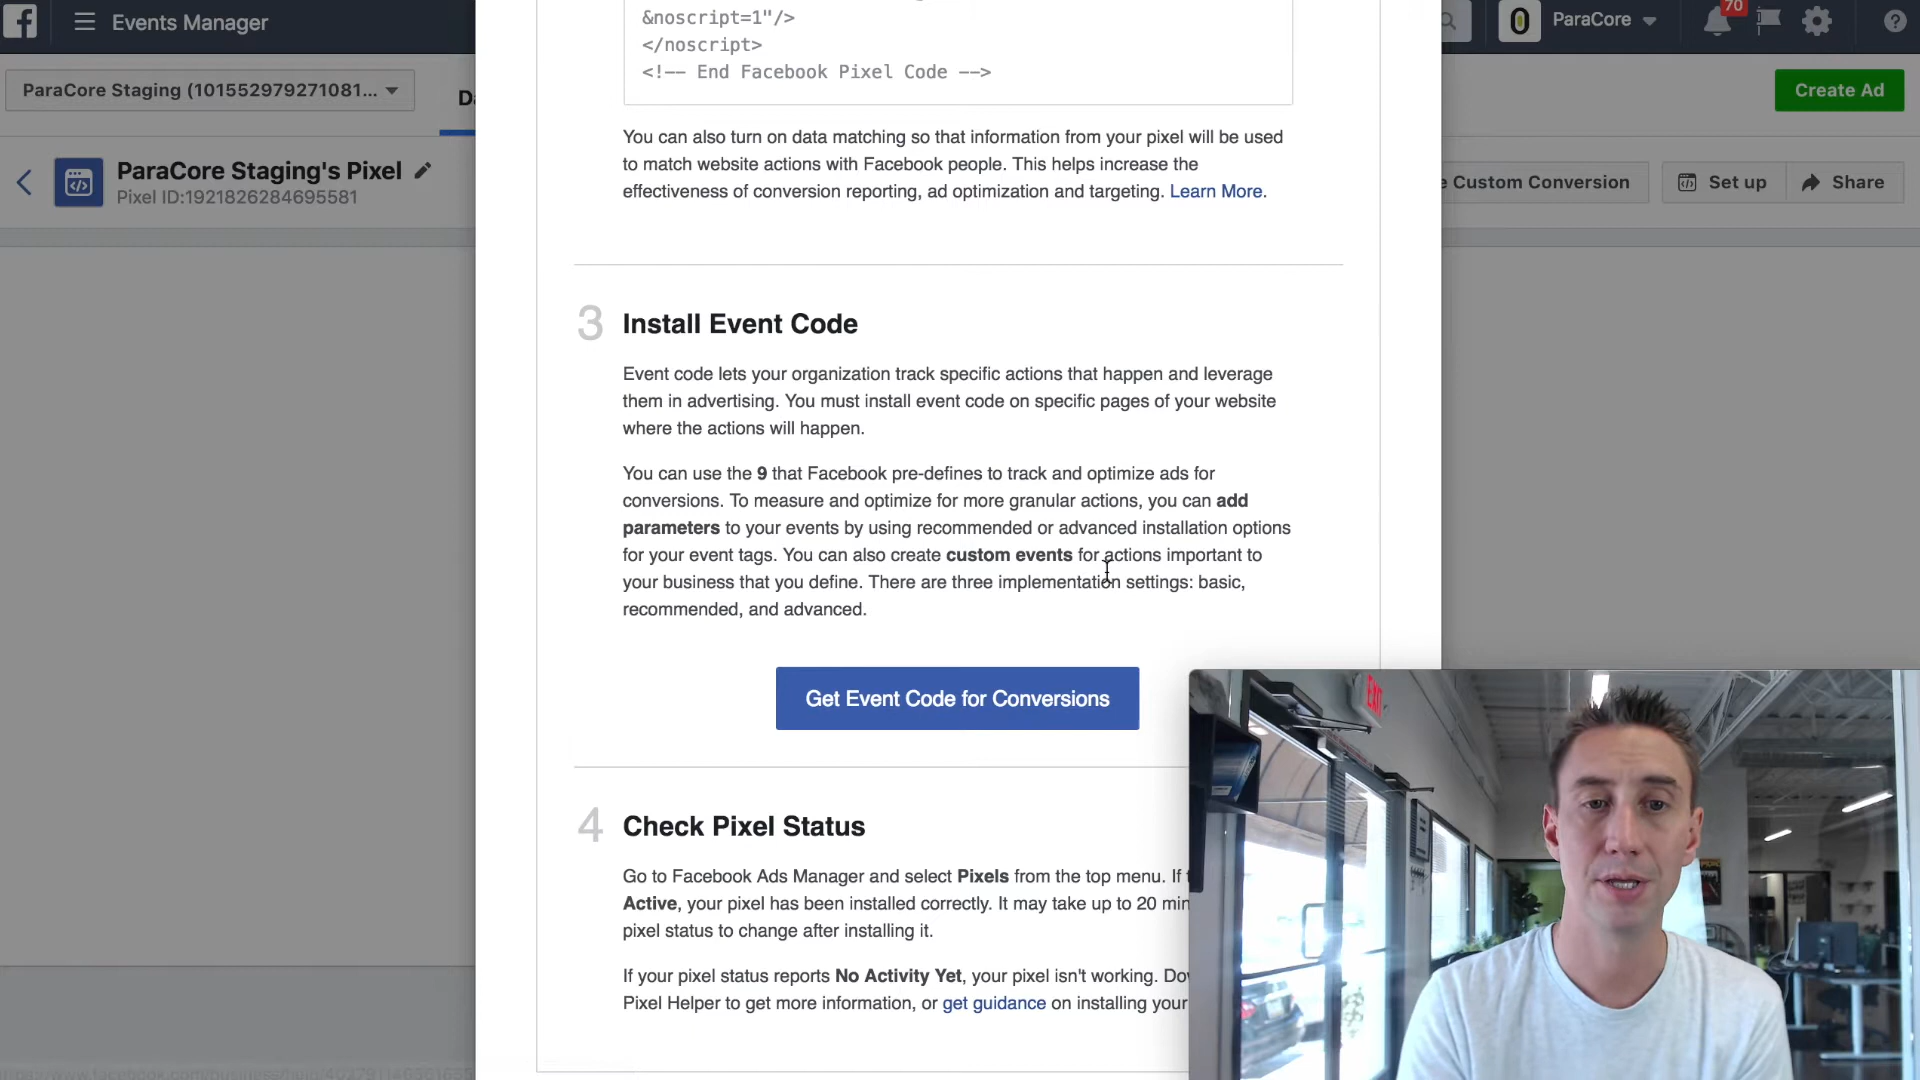 &noscript=1"/>
</noscript>
<!-- End Facebook Pixel Code -->
Events Manager
70
ParaCore
ParaCore Staging (101552979271081...
Create Ad
ParaCore Staging's Pixel
Pixel ID:1921826284695581
Custom Conversion
Set up
Share
You can also turn on data matching so that information from your pixel will be used
to match website actions with Facebook people. This helps increase the
effectiveness of conversion reporting, ad optimization and targeting. Learn More.
3 Install Event Code
Event code lets your organization track specific actions that happen and leverage
them in advertising. You must install event code on specific pages of your website
where the actions will happen.
You can use the 9 that Facebook pre-defines to track and optimize ads for
conversions. To measure and optimize for more granular actions, you can add
parameters to your events by using recommended or advanced installation options
for your event tags. You can also create custom events for actions important to
your business that you define. There are three implementation settings: basic,
recommended, and advanced.
Get Event Code for Conversions
4 Check Pixel Status
Go to Facebook Ads Manager and select Pixels from the top menu. If
Active, your pixel has been installed correctly. It may take up to 20 min
pixel status to change after installing it.
If your pixel status reports No Activity Yet, your pixel isn't working.
Pixel Helper to get more information, or get guidance on installing your
EXIT